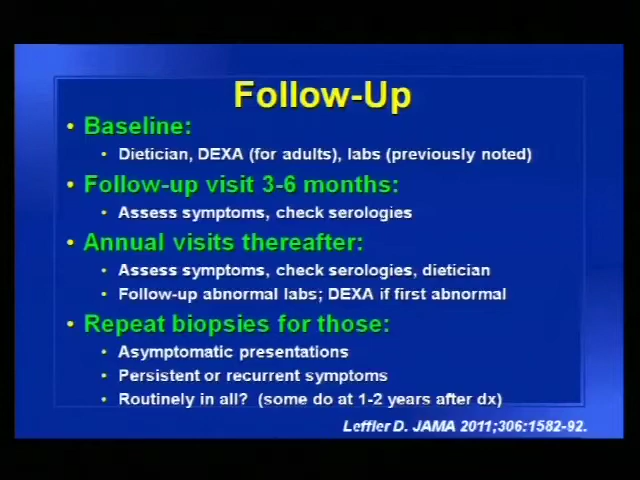 Follow-Up
• Baseline:
• Dietician, DEXA (for adults), labs (previously noted)
• Follow-up visit 3-6 months:
• Assess symptoms, check serologies
• Annual visits thereafter:
• Assess symptoms, check serologies, dietician
• Follow-up abnormal labs; DEXA if first abnormal
• Repeat biopsies for those:
• Asymptomatic presentations
• Persistent or recurrent symptoms
• Routinely in all? (some do at 1-2 years after dx)
Leffler D. JAMA 2011;306:1582-92.